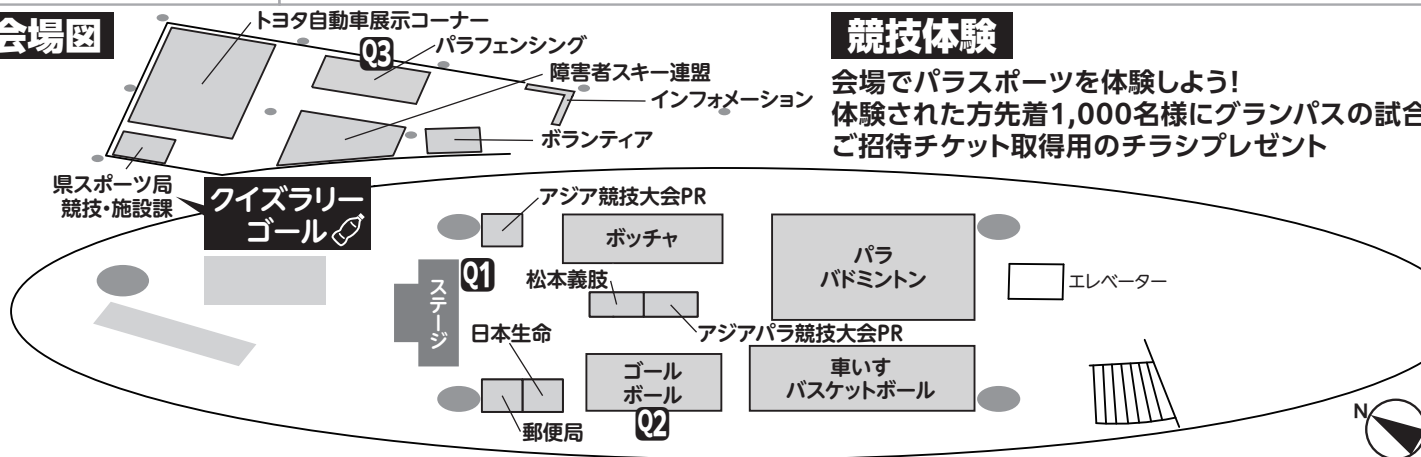 会場図
トヨタ自動車展示コーナー
Q3
パラフェンシング
障害者スキー連盟
インフォメーション
ボランティア
県スポーツ局
競技・施設課
クイズラリー
ゴール
競技体験
会場でパラスポーツを体験しよう!
体験された方先着1,000名様にグランパスの試合
ご招待チケット取得用のチラシプレゼント
アジア競技大会PR
ボッチャ
パラ
バドミントン
エレベーター
ステージ
Q1
松本義肢
アジアパラ競技大会PR
日本生命
郵便局
ゴール
ボール
Q2
車いす
バスケットボール
N